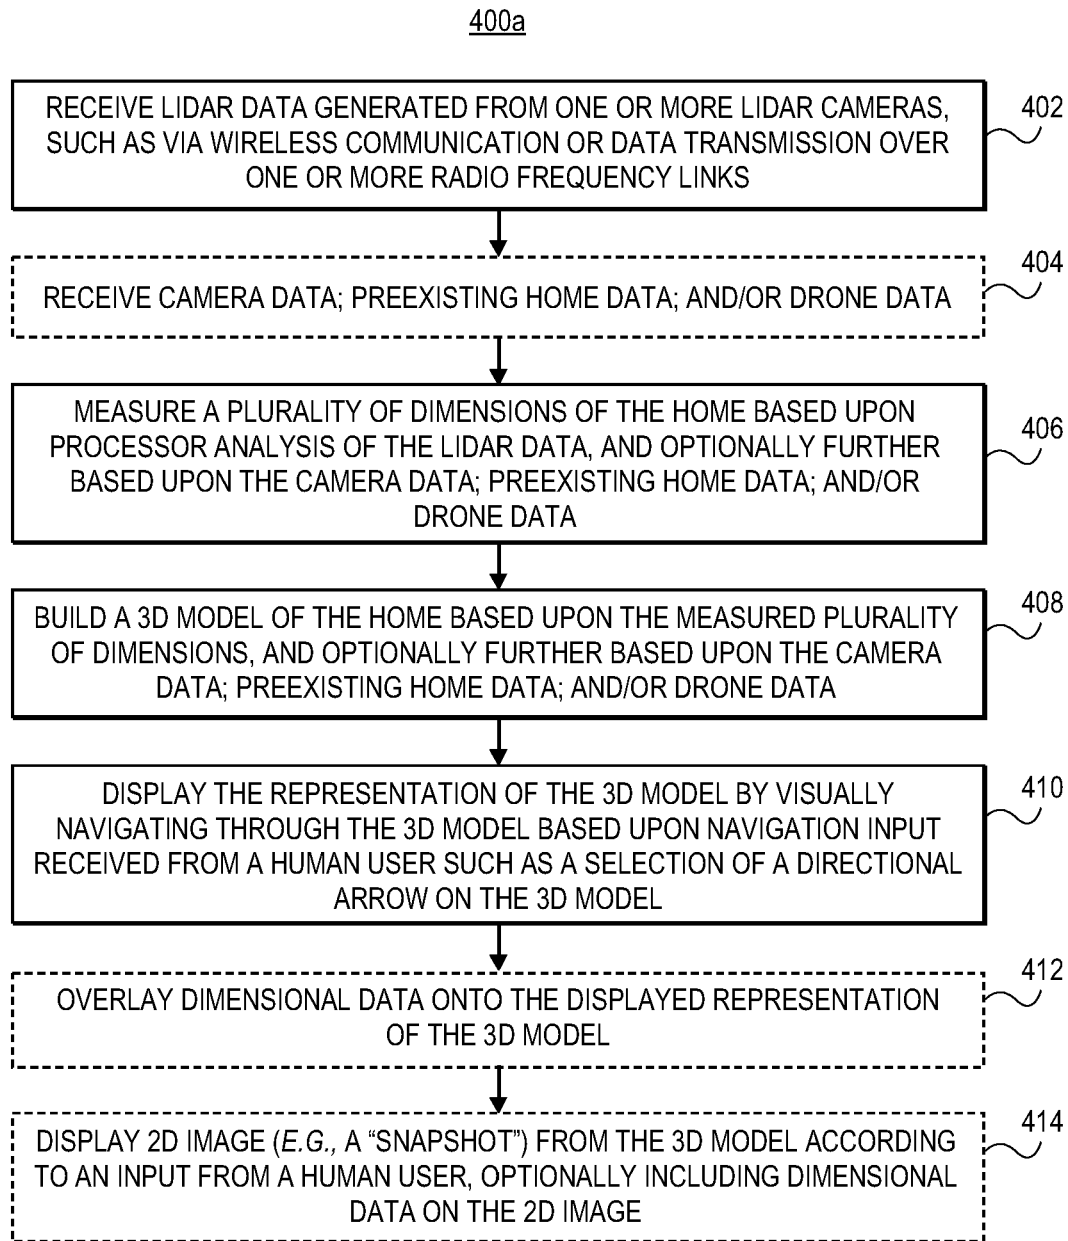 400a
RECEIVE LIDAR DATA GENERATED FROM ONE OR MORE LIDAR CAMERAS,
SUCH AS VIA WIRELESS COMMUNICATION OR DATA TRANSMISSION OVER
ONE OR MORE RADIO FREQUENCY LINKS
402
RECEIVE CAMERA DATA; PREEXISTING HOME DATA; AND/OR DRONE DATA
404
MEASURE A PLURALITY OF DIMENSIONS OF THE HOME BASED UPON
PROCESSOR ANALYSIS OF THE LIDAR DATA, AND OPTIONALLY FURTHER
BASED UPON THE CAMERA DATA; PREEXISTING HOME DATA; AND/OR
DRONE DATA
406
BUILD A 3D MODEL OF THE HOME BASED UPON THE MEASURED PLURALITY
OF DIMENSIONS, AND OPTIONALLY FURTHER BASED UPON THE CAMERA
DATA; PREEXISTING HOME DATA; AND/OR DRONE DATA
408
DISPLAY THE REPRESENTATION OF THE 3D MODEL BY VISUALLY
NAVIGATING THROUGH THE 3D MODEL BASED UPON NAVIGATION INPUT
RECEIVED FROM A HUMAN USER SUCH AS A SELECTION OF A DIRECTIONAL
ARROW ON THE 3D MODEL
410
OVERLAY DIMENSIONAL DATA ONTO THE DISPLAYED REPRESENTATION
OF THE 3D MODEL
412
DISPLAY 2D IMAGE (E.G., A “SNAPSHOT”) FROM THE 3D MODEL ACCORDING
TO AN INPUT FROM A HUMAN USER, OPTIONALLY INCLUDING DIMENSIONAL
DATA ON THE 2D IMAGE
414